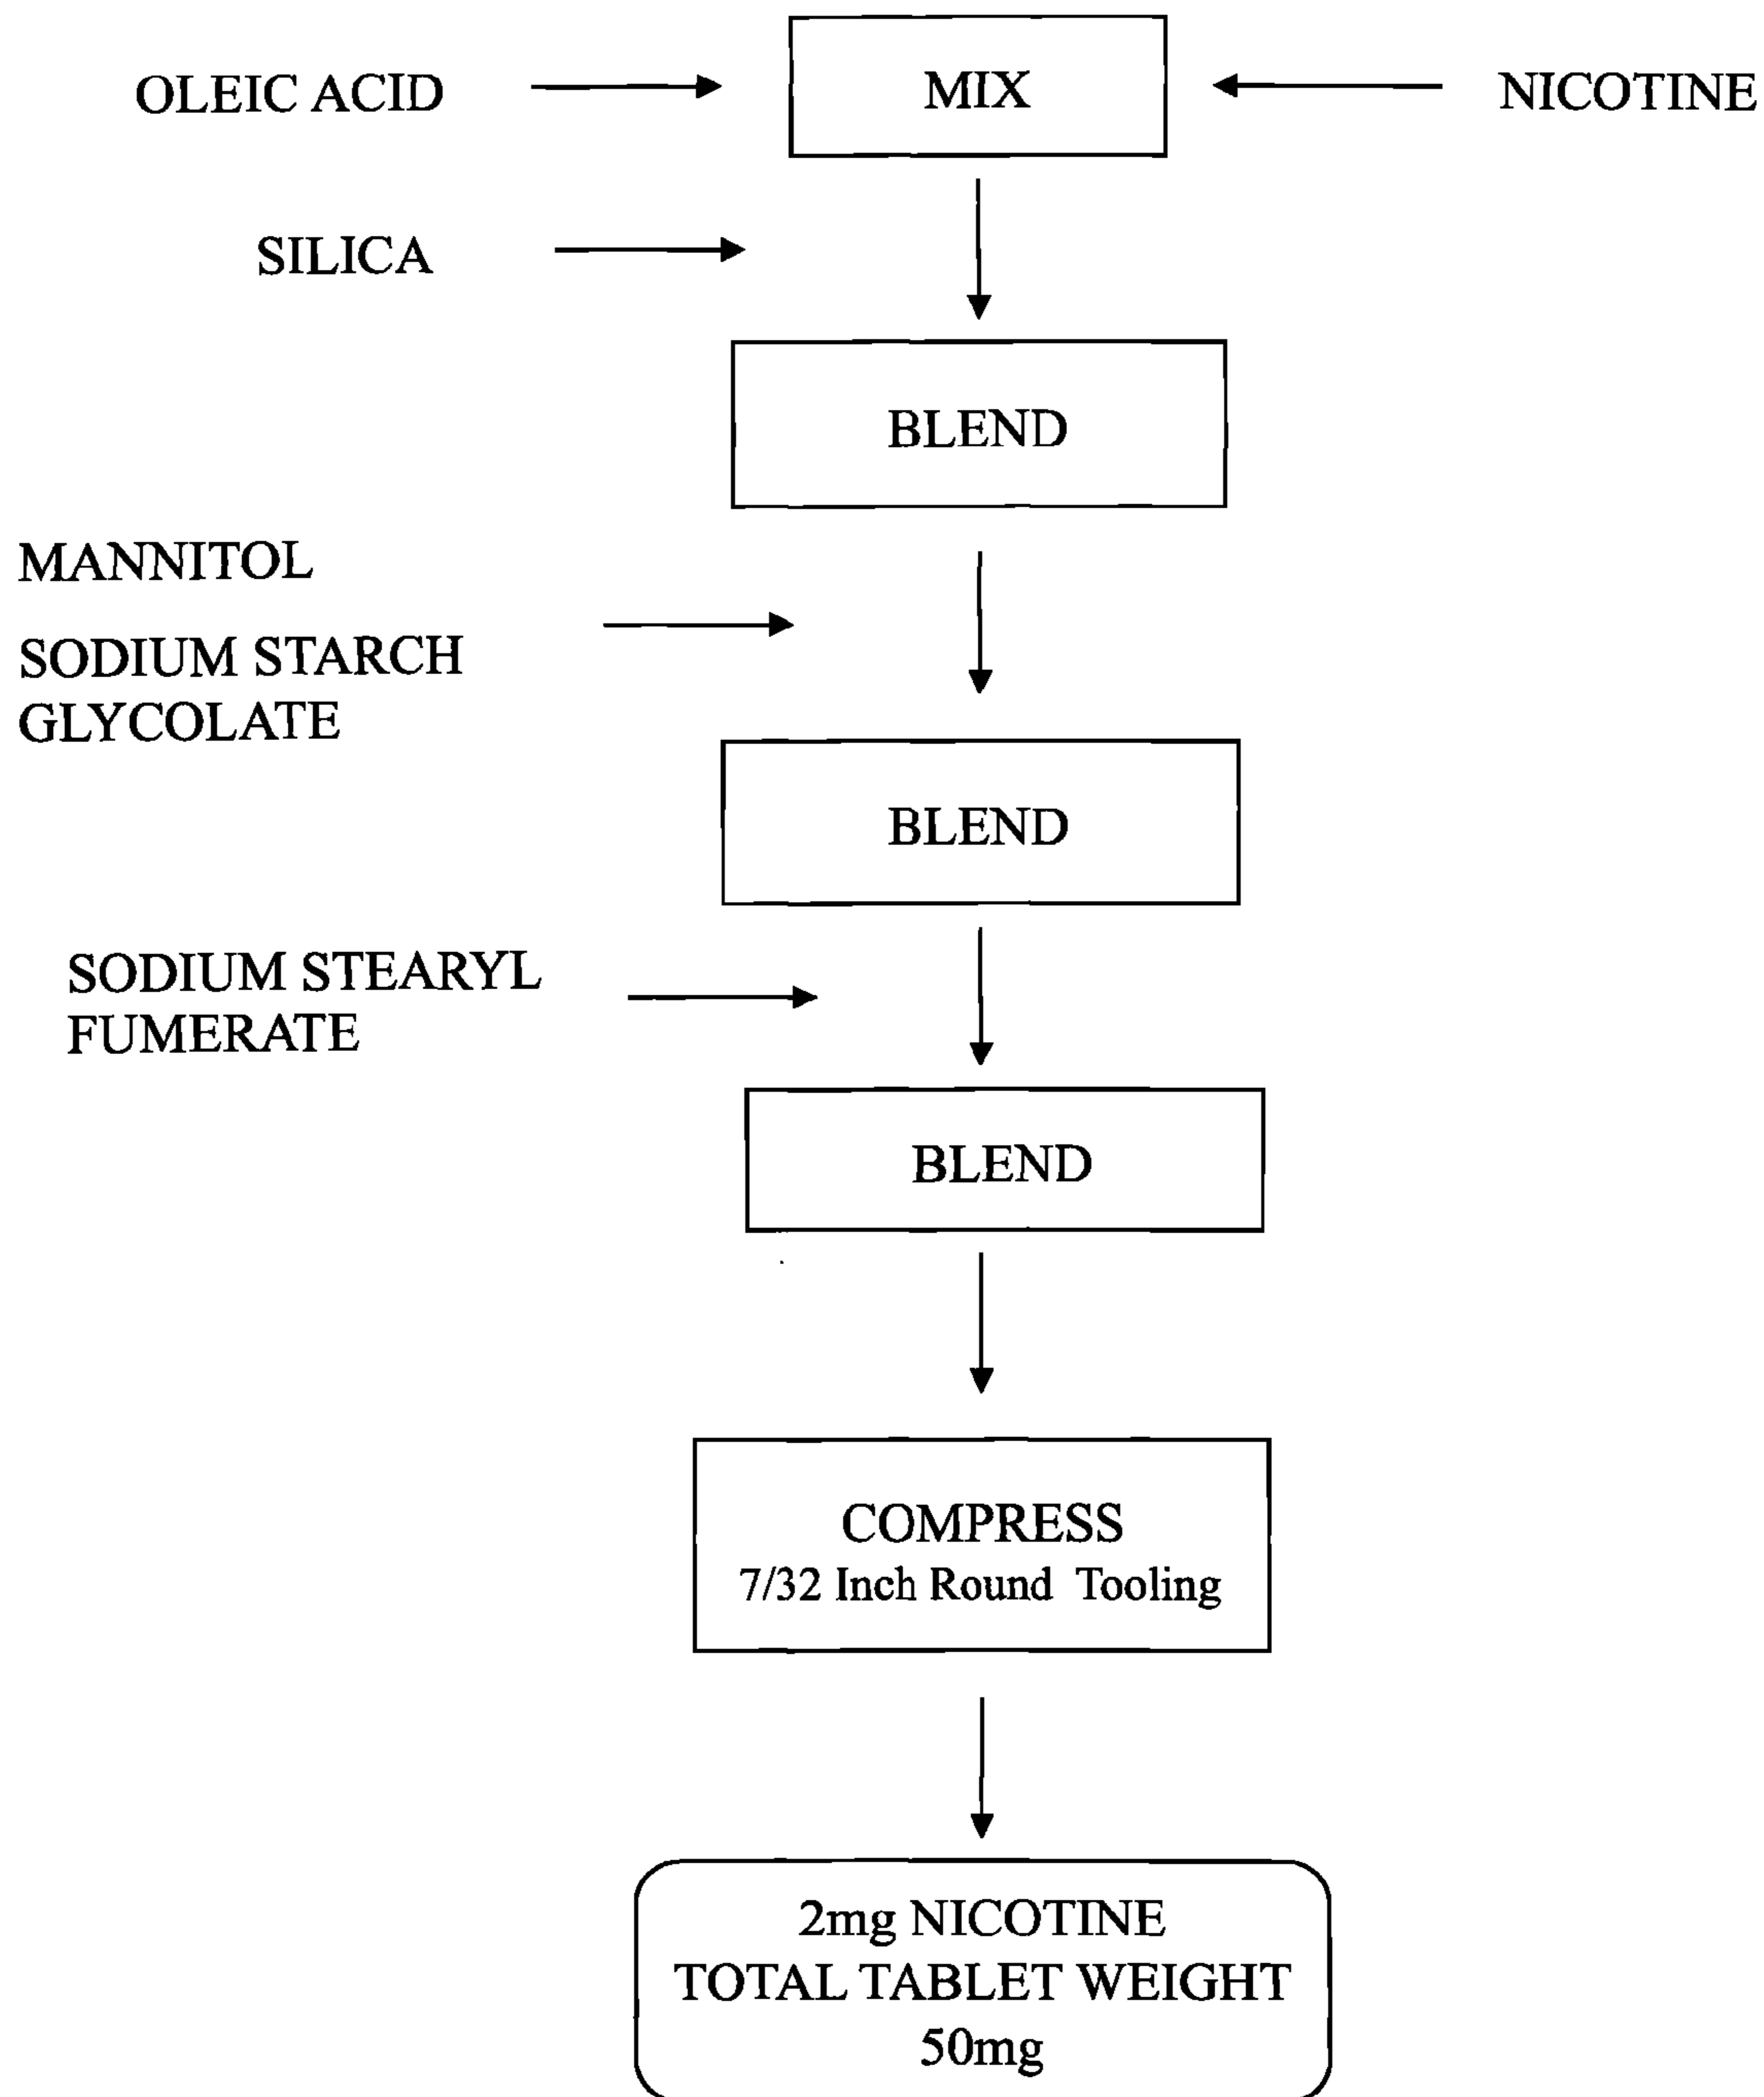 OLEIC ACID
MIX
NICOTINE
SILICA
BLEND
MANNITOL
SODIUM STARCH
GLYCOLATE
BLEND
SODIUM STEARYL
FUMERATE
BLEND
COMPRESS
7/32 Inch Round Tooling
2mg NICOTINE
TOTAL TABLET WEIGHT
50mg